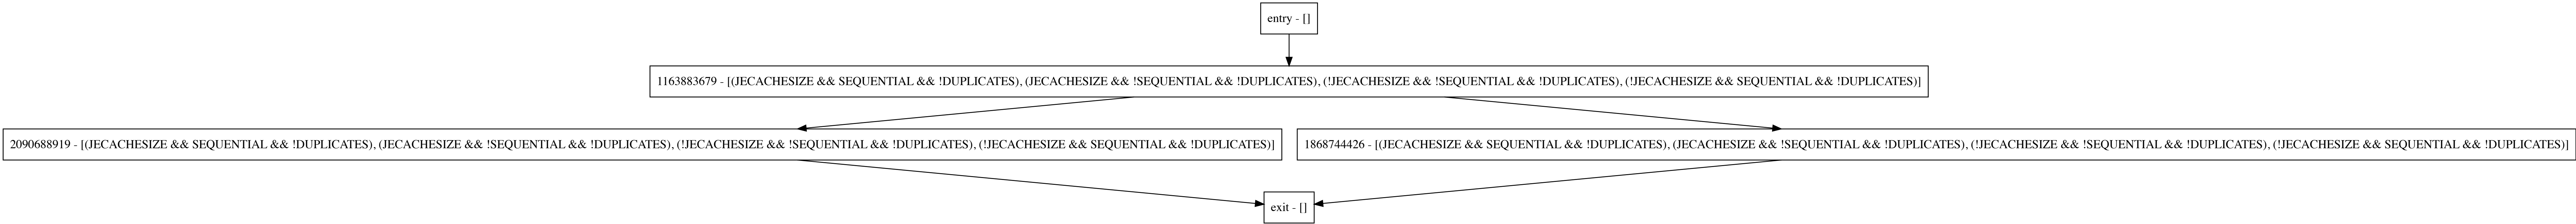 entry - []
1163883679 - [(JECACHESIZE && SEQUENTIAL && !DUPLICATES), (JECACHESIZE && !SEQUENTIAL && !DUPLICATES), (!JECACHESIZE && !SEQUENTIAL && !DUPLICATES), (!JECACHESIZE && SEQUENTIAL && !DUPLICATES)]
2090688919 - [(JECACHESIZE && SEQUENTIAL && !DUPLICATES), (JECACHESIZE && !SEQUENTIAL && !DUPLICATES), (!JECACHESIZE && !SEQUENTIAL && !DUPLICATES), (!JECACHESIZE && SEQUENTIAL && !DUPLICATES)]
1868744426 - [(JECACHESIZE && SEQUENTIAL && !DUPLICATES), (JECACHESIZE && !SEQUENTIAL && !DUPLICATES), (!JECACHESIZE && !SEQUENTIAL && !DUPLICATES), (!JECACHESIZE && SEQUENTIAL && !DUPLICATES)]
exit - []